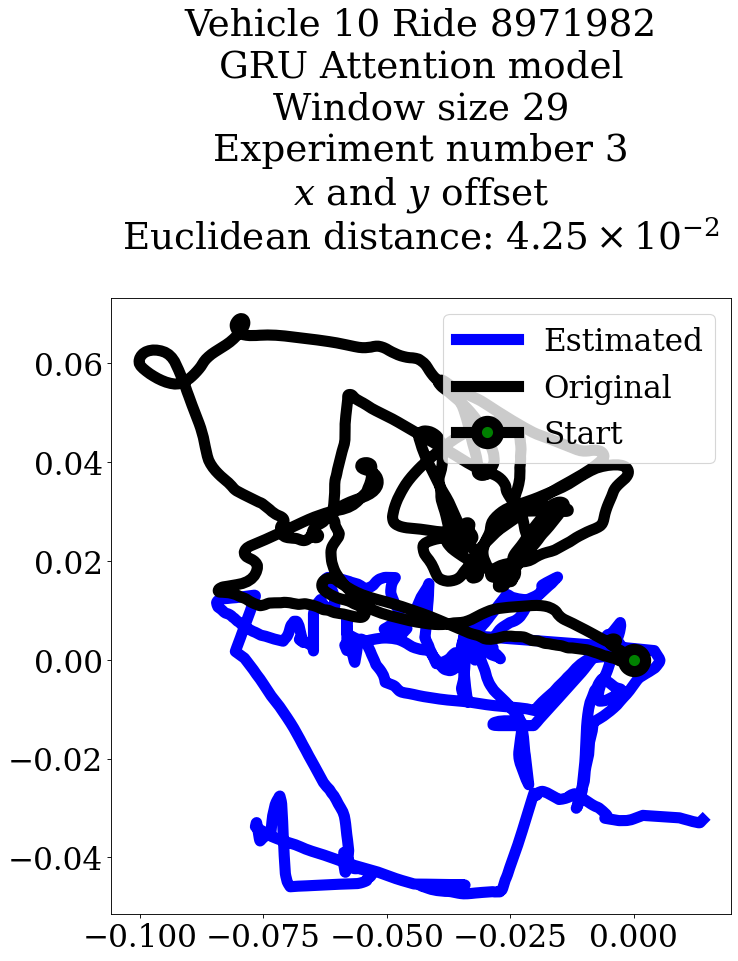 Vehicle 10 Ride 8971982
GRU Attention model
Window size 29
Experiment number 3
x and y offset
Euclidean distance: 4.25 × 10⁻²
Estimated
Original
Start
0.06
0.04
0.02
0.00
−0.02
−0.04
−0.100 −0.075 −0.050 −0.025 0.000